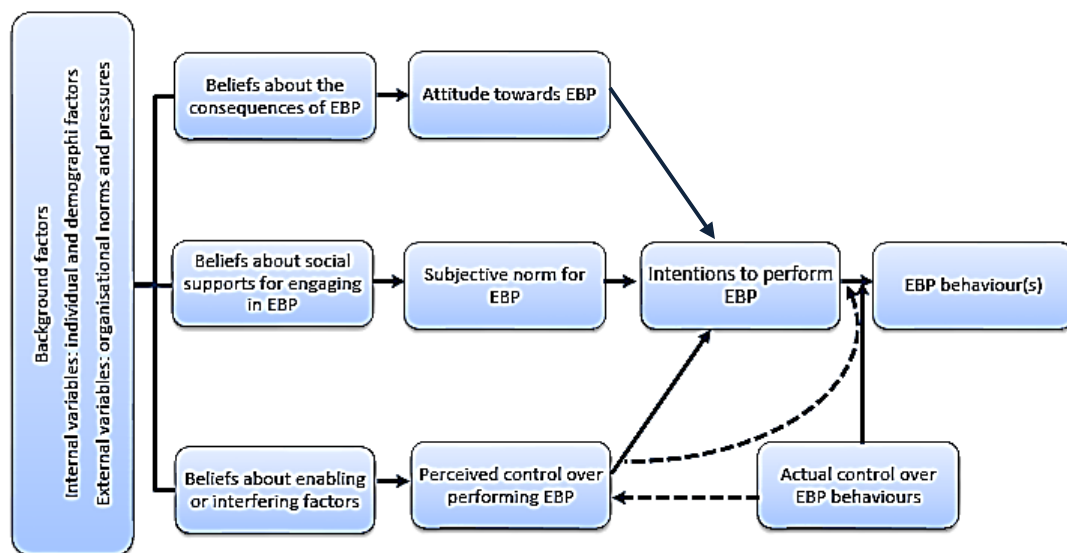 Background factors
Internal variables: individual and demographi factors
External variables: organisational norms and pressures
Beliefs about the
consequences of EBP
Attitude towards EBP
Beliefs about social
supports for engaging
in EBP
Subjective norm for
EBP
Intentions to perform
EBP
EBP behaviour(s)
Beliefs about enabling
or interfering factors
Perceived control over
performing EBP
Actual control over
EBP behaviours